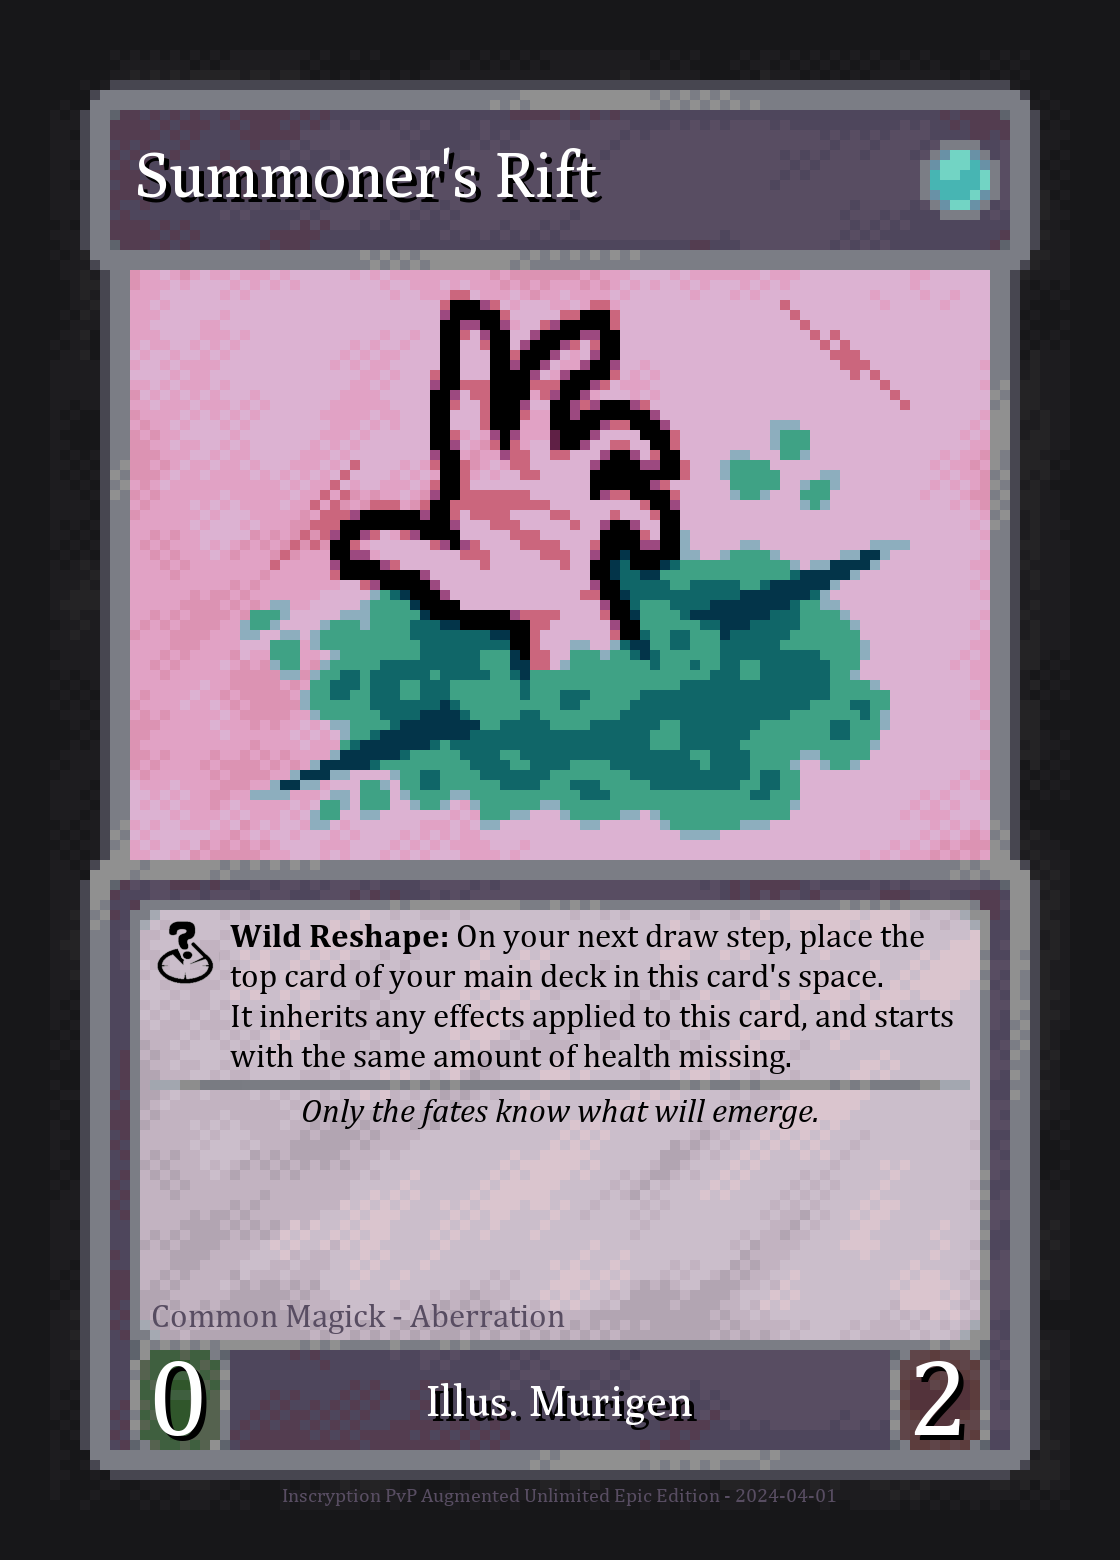 Summoner's Rift
Wild Reshape: On your next draw step, place the
top card of your main deck in this card's space.
It inherits any effects applied to this card, and starts
with the same amount of health missing.
Only the fates know what will emerge.
Common Magick - Aberration
0
Illus. Murigen
2
Inscryption PvP Augmented Unlimited Epic Edition - 2024-04-01